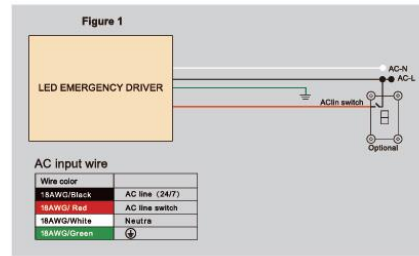 Figure 1
LED EMERGENCY DRIVER
AC-N
AC-L
ACIin switch
Optional
AC input wire
Wire color
18AWG/Black AC line (24/7)
18AWG/ Red AC line switch
18AWG/White Neutra
18AWG/Green